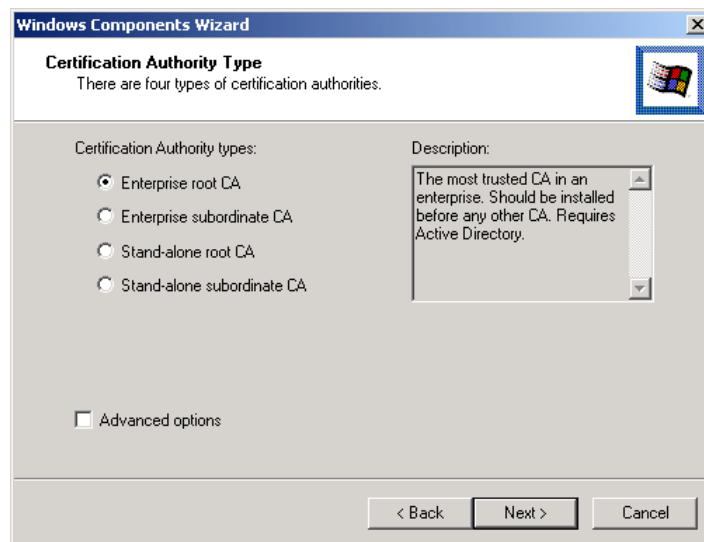 Windows Components Wizard
Certification Authority Type
There are four types of certification authorities.
Certification Authority types:
Enterprise root CA
Enterprise subordinate CA
Stand-alone root CA
Stand-alone subordinate CA
Description:
The most trusted CA in an
enterprise. Should be installed
before any other CA. Requires
Active Directory.
Advanced options
< Back
Next >
Cancel